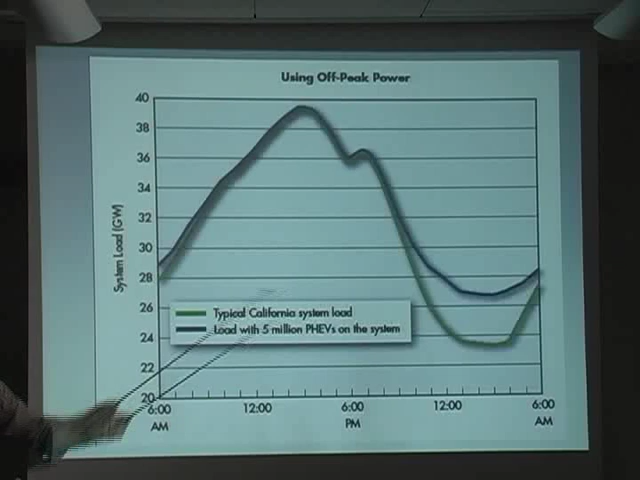 Using Off-Peak Power
System Load (GW)
40
38
36
34
32
30
28
26
24
22
20
Typical California system load
Load with 5 million PHEVs on the system
6:00 12:00 6:00 12:00 6:00
AM PM AM